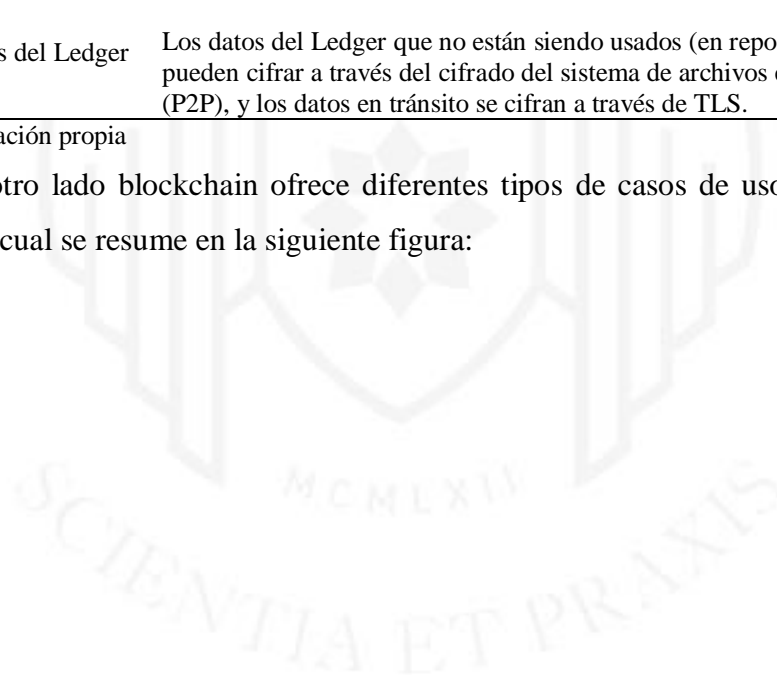 s del Ledger
Los datos del Ledger que no están siendo usados (en repo
pueden cifrar a través del cifrado del sistema de archivos
(P2P), y los datos en tránsito se cifran a través de TLS.
ación propia
otro lado blockchain ofrece diferentes tipos de casos de uso
cual se resume en la siguiente figura:
MCMLXII
SCIENTIA ET PRAXIS